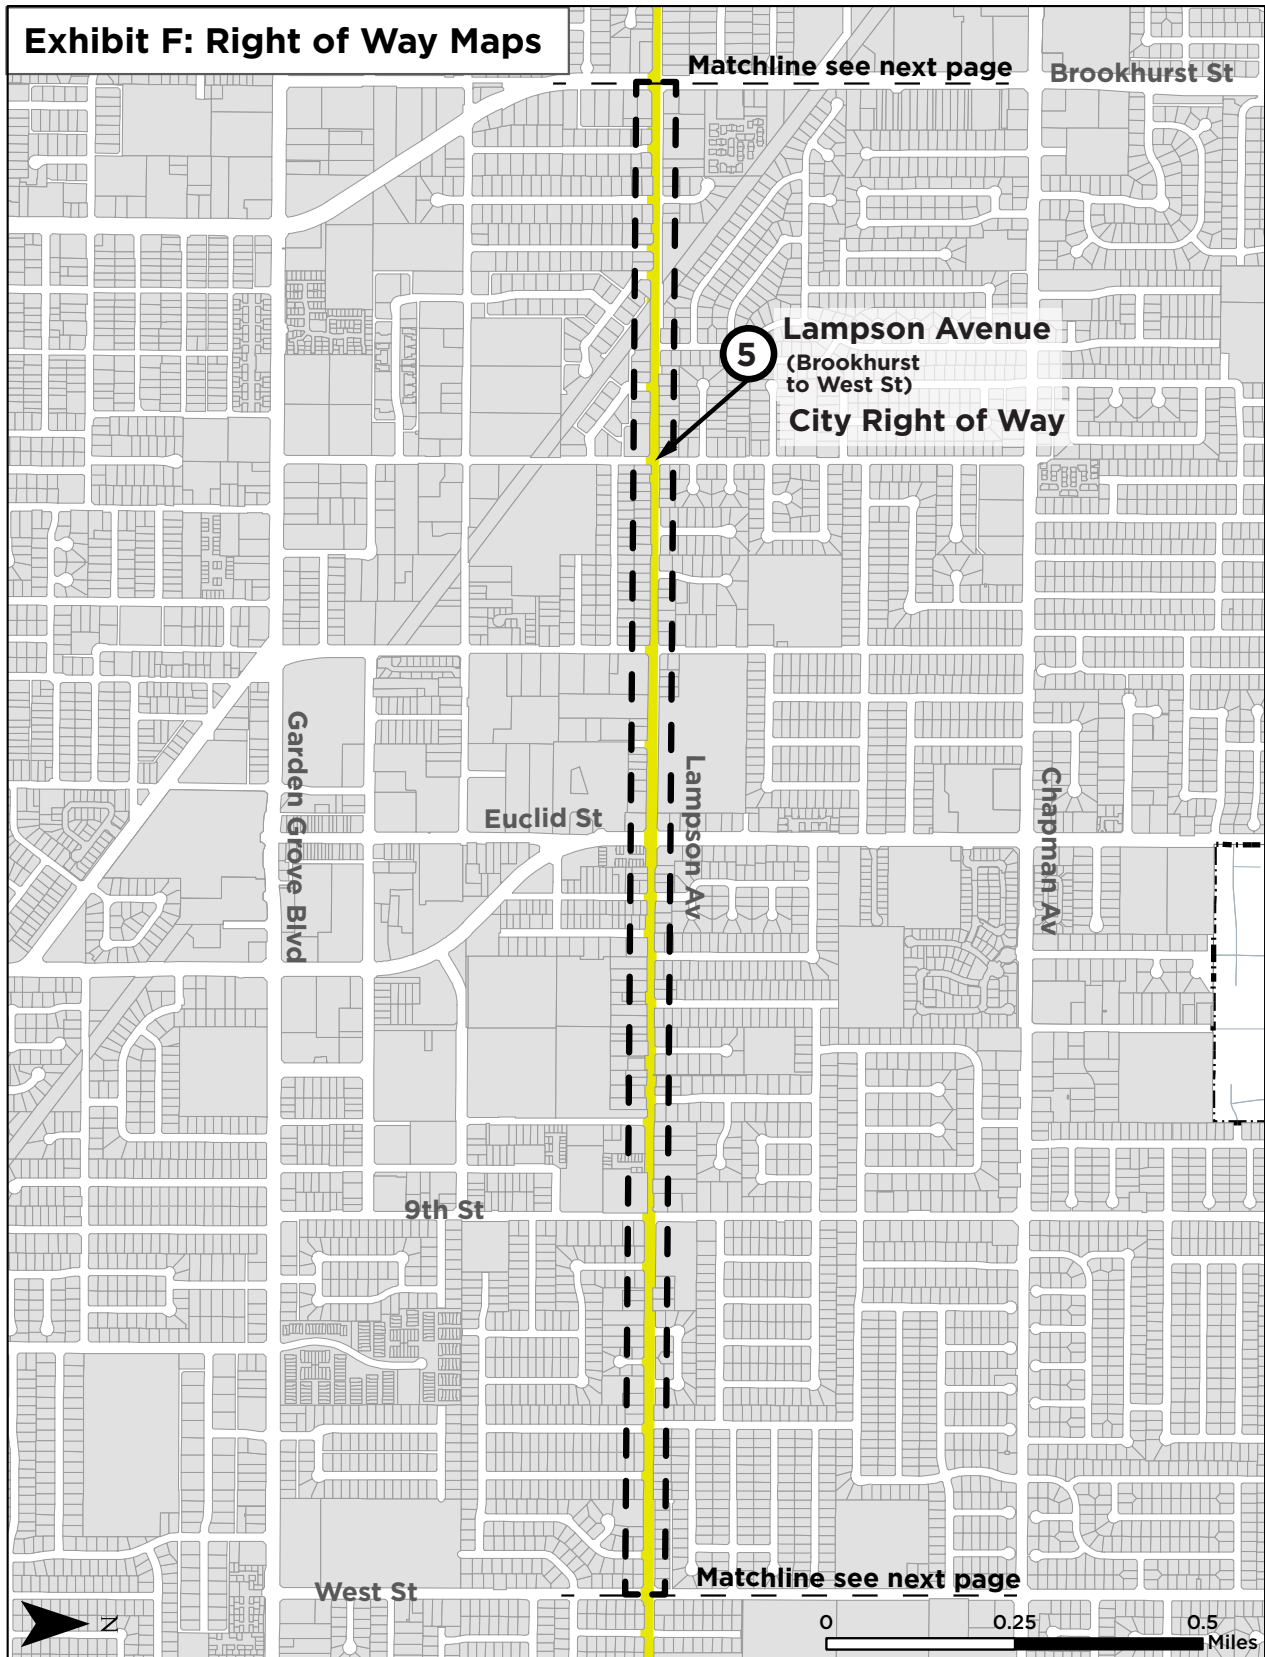 Exhibit F: Right of Way Maps
Matchline see next page
Brookhurst St
5
Lampson Avenue
(Brookhurst
to West St)
City Right of Way
Garden Grove Blvd
Lampson Av
Chapman Av
Euclid St
9th St
Matchline see next page
West St
N
0 0.25 0.5
Miles